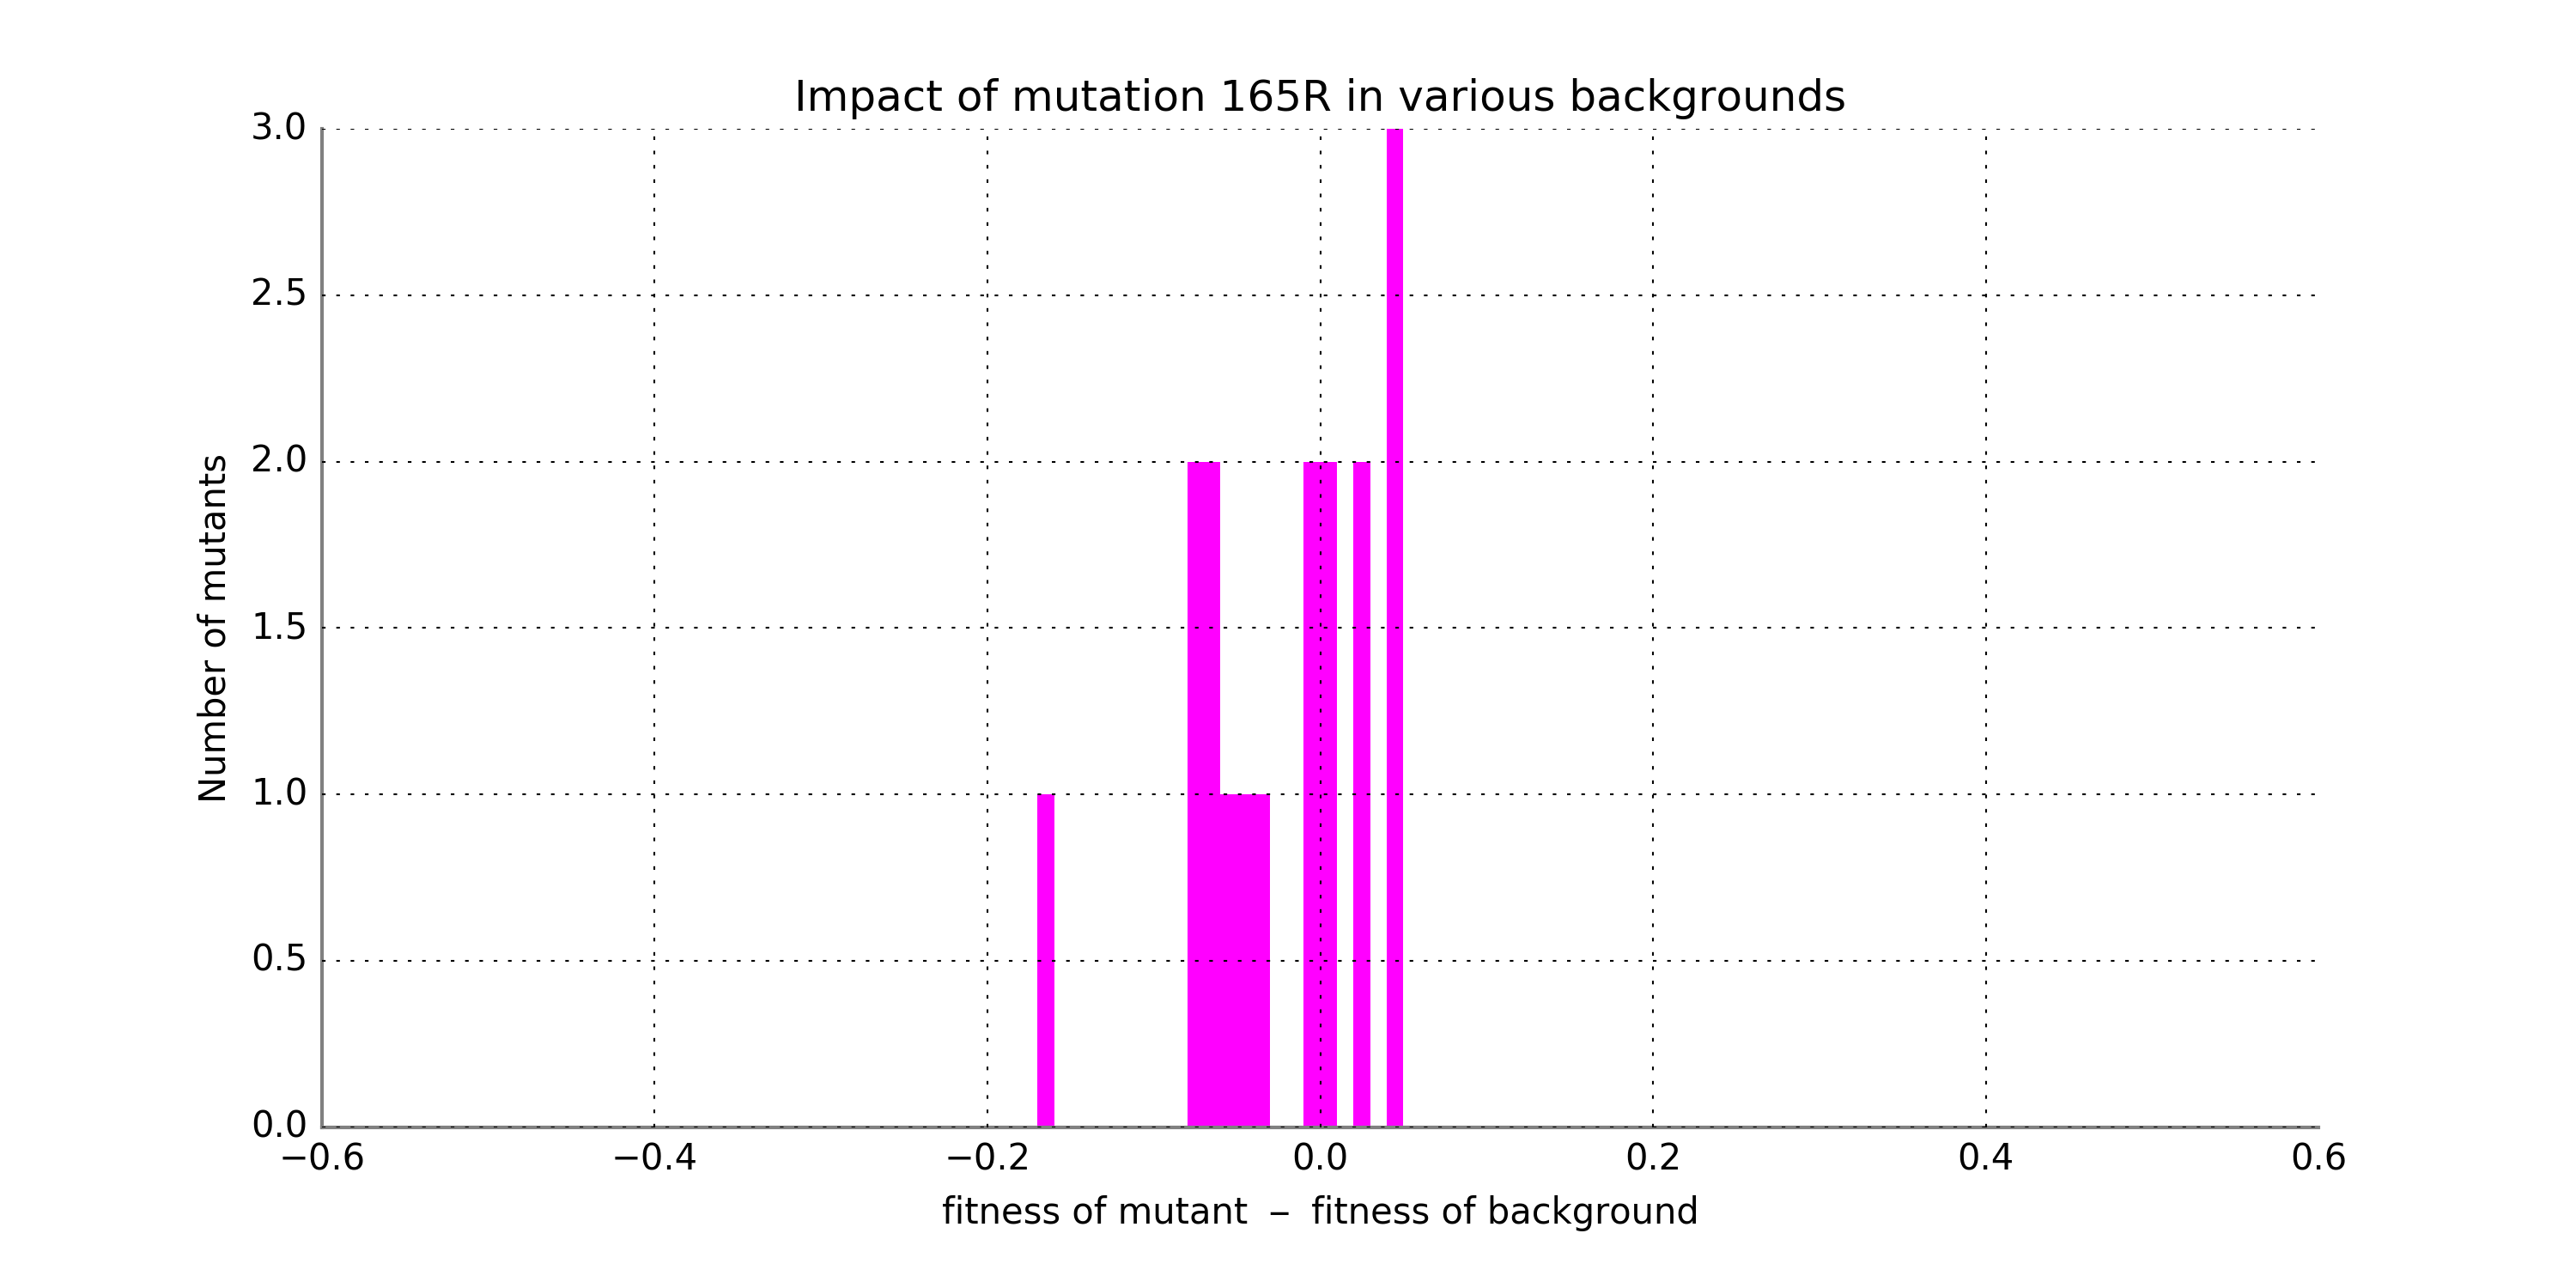 Impact of mutation 165R in various backgrounds
3.0
2.5
2.0
1.5
1.0
0.5
0.0
Number of mutants
−0.6 −0.4 −0.2 0.0 0.2 0.4 0.6
fitness of mutant − fitness of background